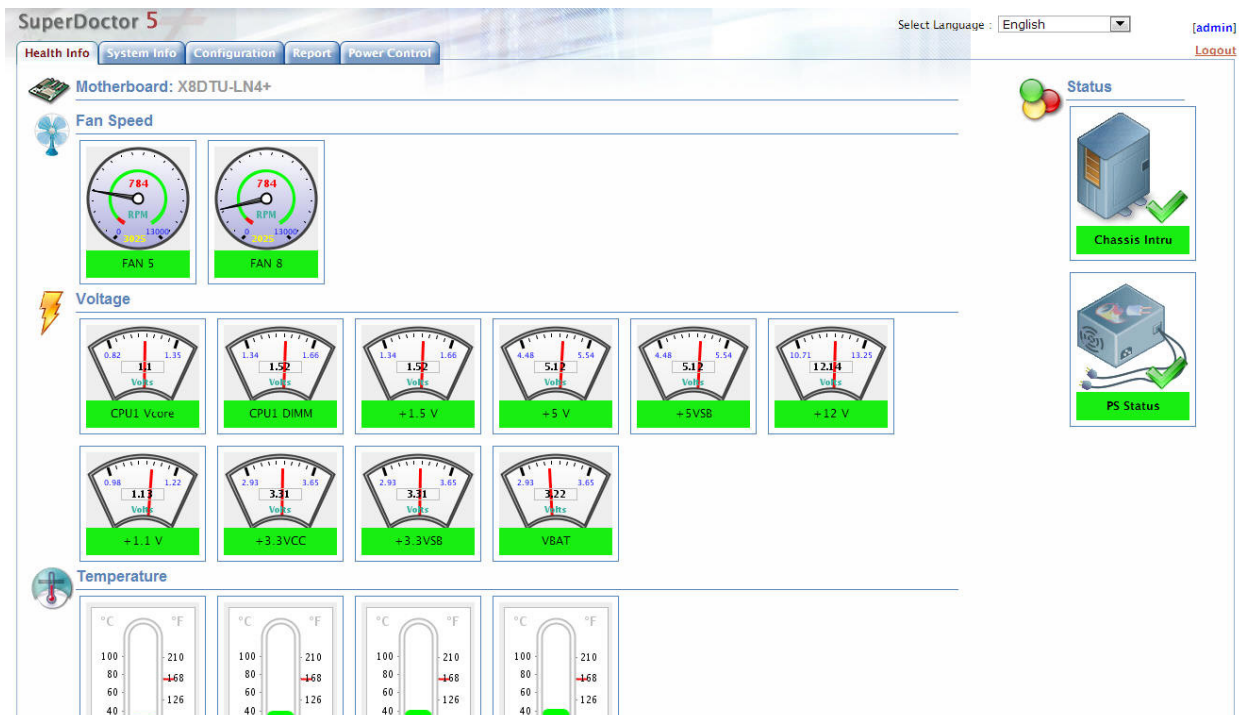 SuperDoctor 5
Select Language : English
[admin]
Health Info System Info Configuration Report Power Control
Logout
Motherboard: X8DTU-LN4+
Status
Fan Speed
784 784
RPM RPM
0 13000 0 13000
3025 2025
FAN 5 FAN 8
Chassis Intru
Voltage
0.82 1.35 1.34 1.66 1.34 1.66 4.48 5.54 4.48 5.54 10.71 13.25
1.1 1.52 1.52 5.12 5.12 12.14
Volts Volts Volts Volts Volts Volts
CPU1 Vcore CPU1 DIMM +1.5 V +5 V +5VSB +12 V
PS Status
0.98 1.22 2.93 3.65 2.93 3.65 2.93 3.65
1.13 3.31 3.31 3.22
Volts Volts Volts Volts
+1.1 V +3.3VCC +3.3VSB VBAT
Temperature
°C °F °C °F °C °F °C °F
100 210 100 210 100 210 100 210
80 168 80 168 80 168 80 168
60 126 60 126 60 126 60 126
40 40 40 40